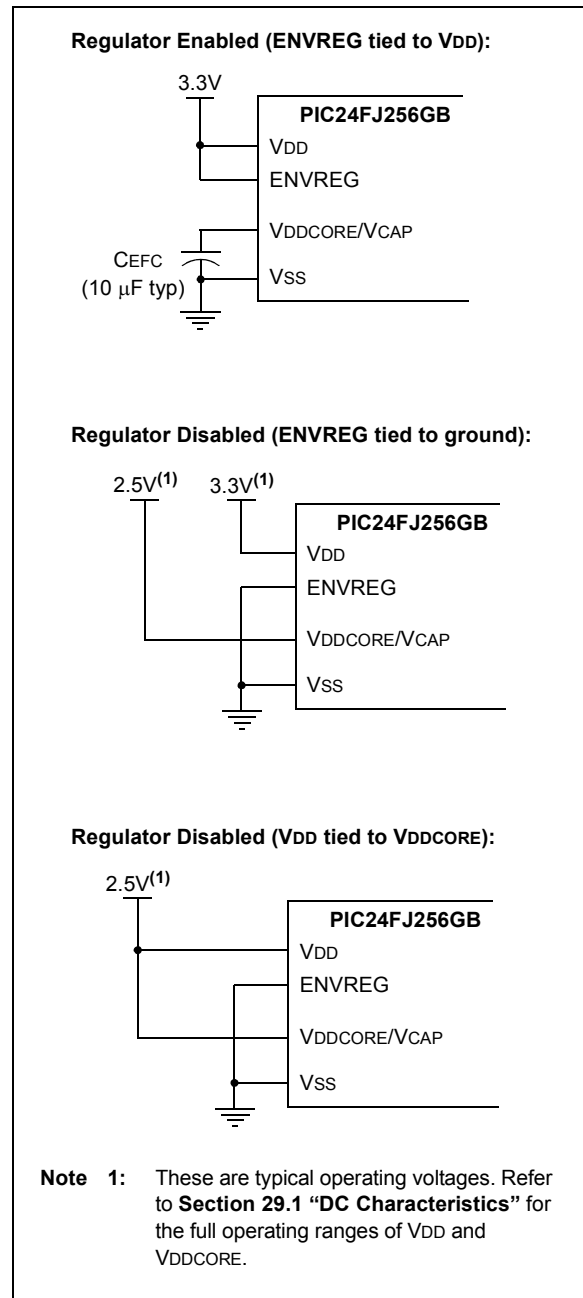 Regulator Enabled (ENVREG tied to VDD):
3.3V
PIC24FJ256GB
VDD
ENVREG
VDDCORE/VCAP
CEFC
(10 μF typ)
VSS
Regulator Disabled (ENVREG tied to ground):
2.5V(1) 3.3V(1)
PIC24FJ256GB
VDD
ENVREG
VDDCORE/VCAP
VSS
Regulator Disabled (VDD tied to VDDCORE):
2.5V(1)
PIC24FJ256GB
VDD
ENVREG
VDDCORE/VCAP
VSS
Note 1: These are typical operating voltages. Refer
to Section 29.1 “DC Characteristics” for
the full operating ranges of VDD and
VDDCORE.